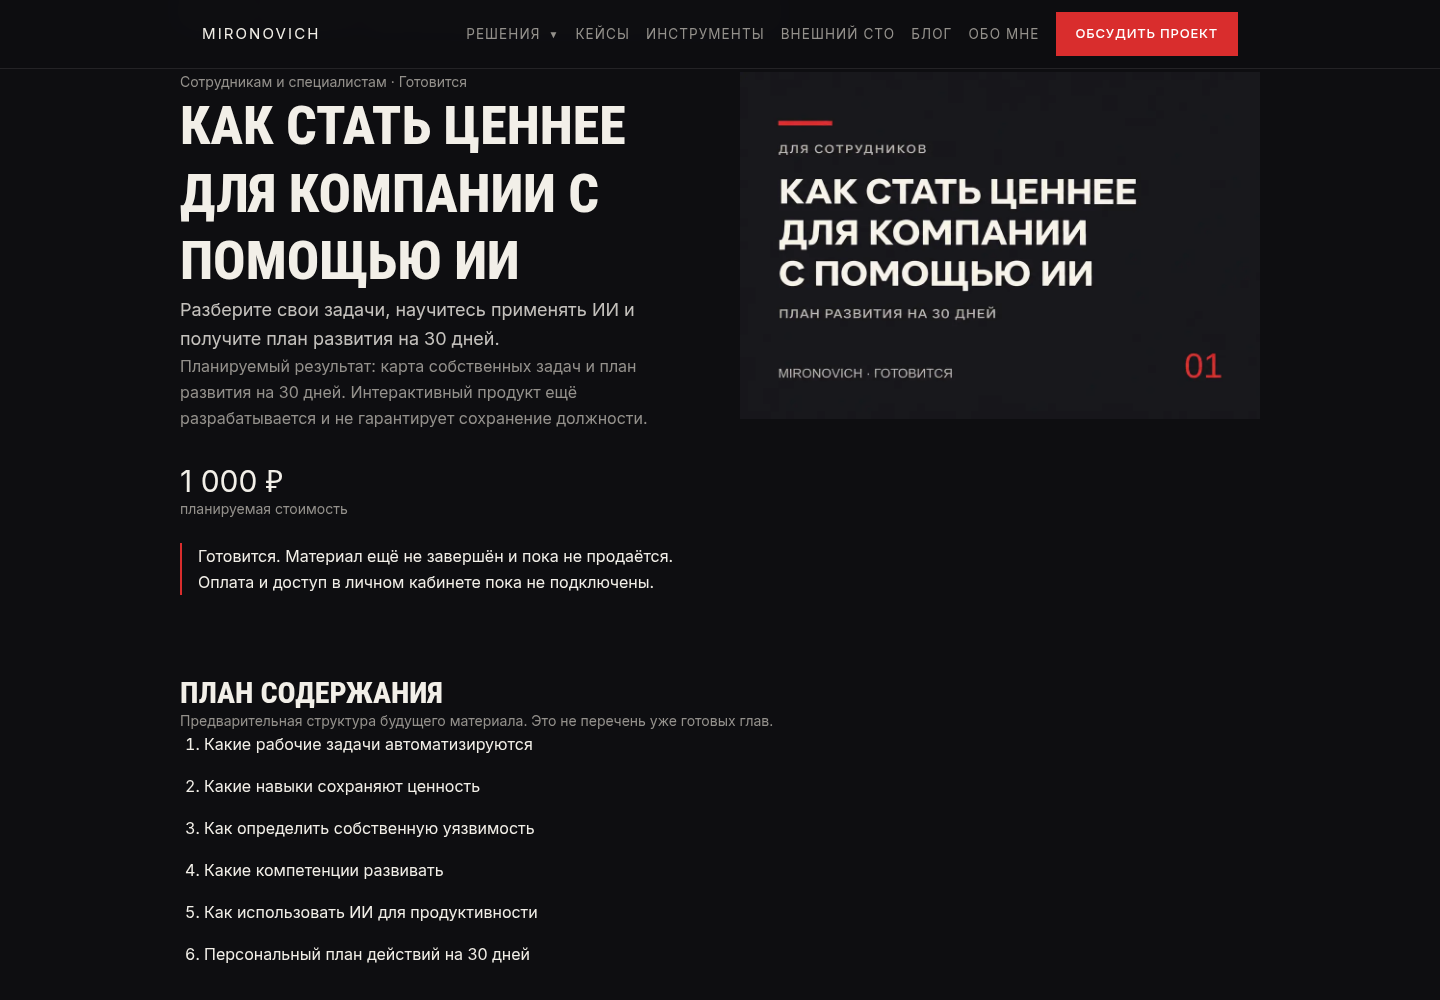 MIRONOVICH
РЕШЕНИЯ ▾ КЕЙСЫ ИНСТРУМЕНТЫ ВНЕШНИЙ CTO БЛОГ ОБО МНЕ ОБСУДИТЬ ПРОЕКТ
Сотрудникам и специалистам · Готовится
КАК СТАТЬ ЦЕННЕЕ
ДЛЯ КОМПАНИИ С
ПОМОЩЬЮ ИИ
Разберите свои задачи, научитесь применять ИИ и
получите план развития на 30 дней.
Планируемый результат: карта собственных задач и план
развития на 30 дней. Интерактивный продукт ещё
разрабатывается и не гарантирует сохранение должности.
1 000 ₽
планируемая стоимость
Готовится. Материал ещё не завершён и пока не продаётся.
Оплата и доступ в личном кабинете пока не подключены.
ДЛЯ СОТРУДНИКОВ
КАК СТАТЬ ЦЕННЕЕ
ДЛЯ КОМПАНИИ
С ПОМОЩЬЮ ИИ
ПЛАН РАЗВИТИЯ НА 30 ДНЕЙ
MIRONOVICH · ГОТОВИТСЯ
01
ПЛАН СОДЕРЖАНИЯ
Предварительная структура будущего материала. Это не перечень уже готовых глав.
1. Какие рабочие задачи автоматизируются
2. Какие навыки сохраняют ценность
3. Как определить собственную уязвимость
4. Какие компетенции развивать
5. Как использовать ИИ для продуктивности
6. Персональный план действий на 30 дней